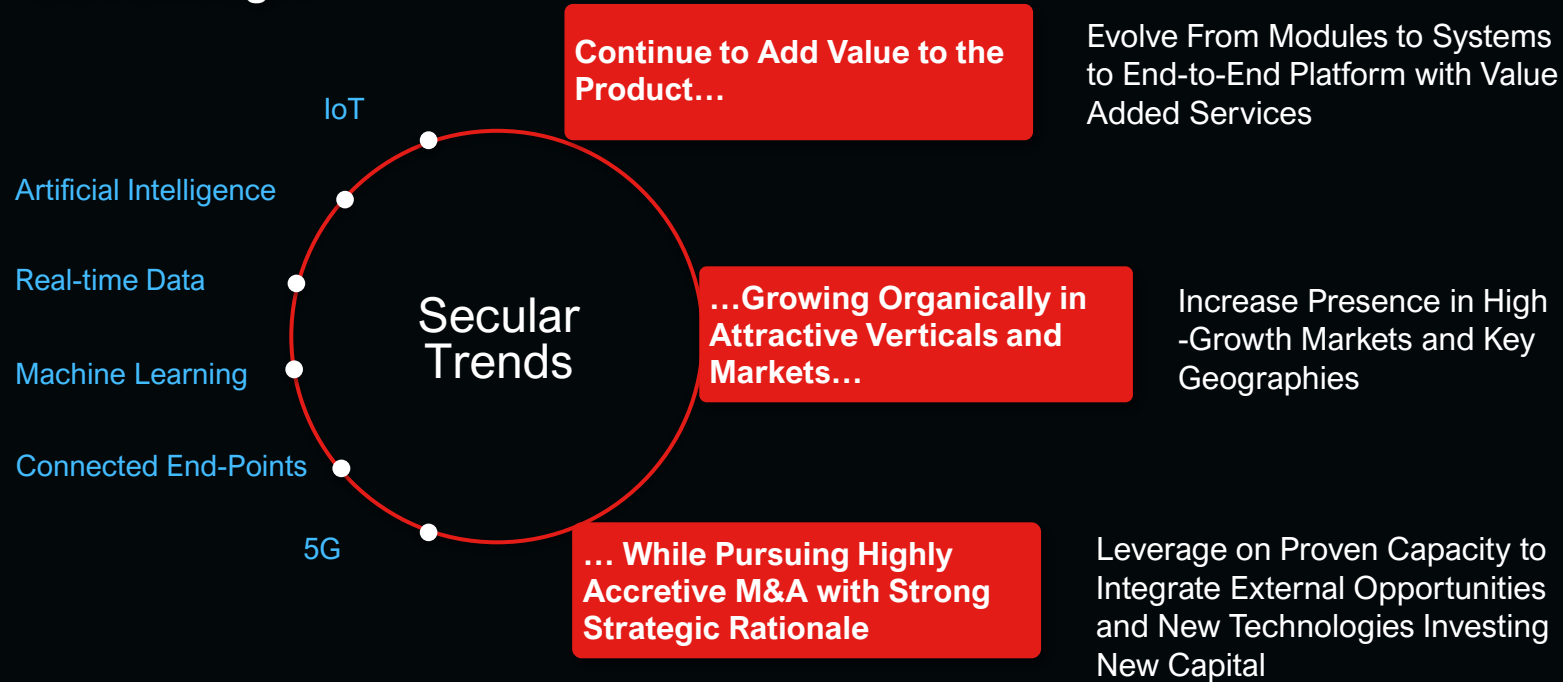 Continue to Add Value to the
Product…
Evolve From Modules to Systems
to End-to-End Platform with Value
Added Services
IoT
Artificial Intelligence
Real-time Data
Machine Learning
Connected End-Points
5G
Secular
Trends
…Growing Organically in
Attractive Verticals and
Markets…
Increase Presence in High
-Growth Markets and Key
Geographies
… While Pursuing Highly
Accretive M&A with Strong
Strategic Rationale
Leverage on Proven Capacity to
Integrate External Opportunities
and New Technologies Investing
New Capital